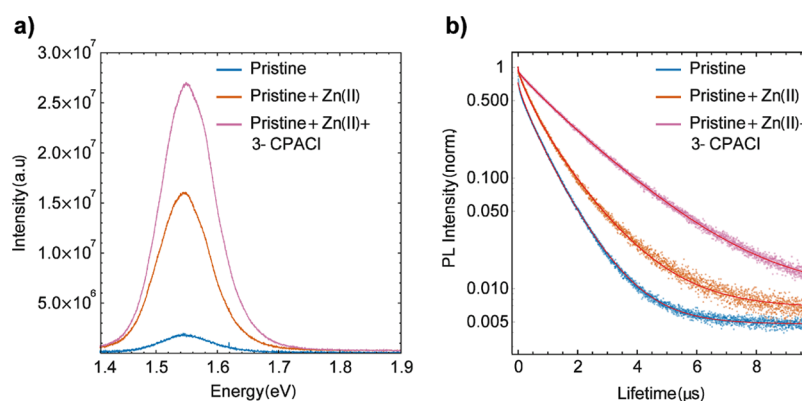 a)
3.0×10⁷
2.5×10⁷
2.0×10⁷
1.5×10⁷
1.0×10⁷
5.0×10⁶
Intensity(a.u)
Pristine
Pristine+Zn(II)
Pristine+Zn(II)+
3- CPACl
1.4 1.5 1.6 1.7 1.8 1.9
Energy(eV)
b)
1
0.500
0.100
0.050
0.010
0.005
PL Intensity(norm)
Pristine
Pristine+Zn(II)
Pristine+Zn(II)-
3-CPACl
0 2 4 6 8
Lifetime(μs)